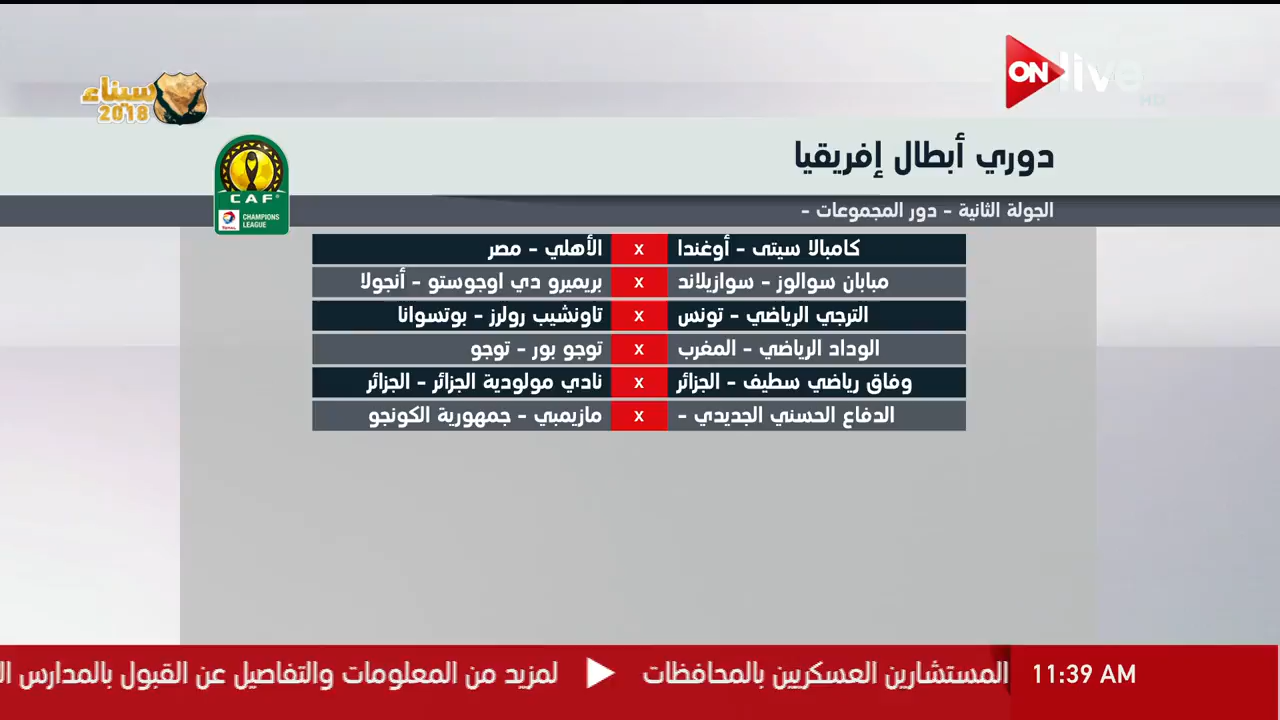 سيناء
2018
ON live
HD
دوري أبطال إفريقيا
CAF
TOTAL
CHAMPIONS
LEAGUE
الجولة الثانية - دور المجموعات -
كامبالا سيتى - أوغندا x الأهلي - مصر
مبابان سوالوز - سوازيلاند x بريميرو دي اوجوستو - أنجولا
الترجي الرياضي - تونس x تاونشيب رولرز - بوتسوانا
الوداد الرياضي - المغرب x توجو بور - توجو
وفاق رياضي سطيف - الجزائر x نادي مولودية الجزائر - الجزائر
الدفاع الحسني الجديدي - x مازيمبي - جمهورية الكونجو
11:39 AM
المستشارين العسكريين بالمحافظات لمزيد من المعلومات والتفاصيل عن القبول بالمدارس